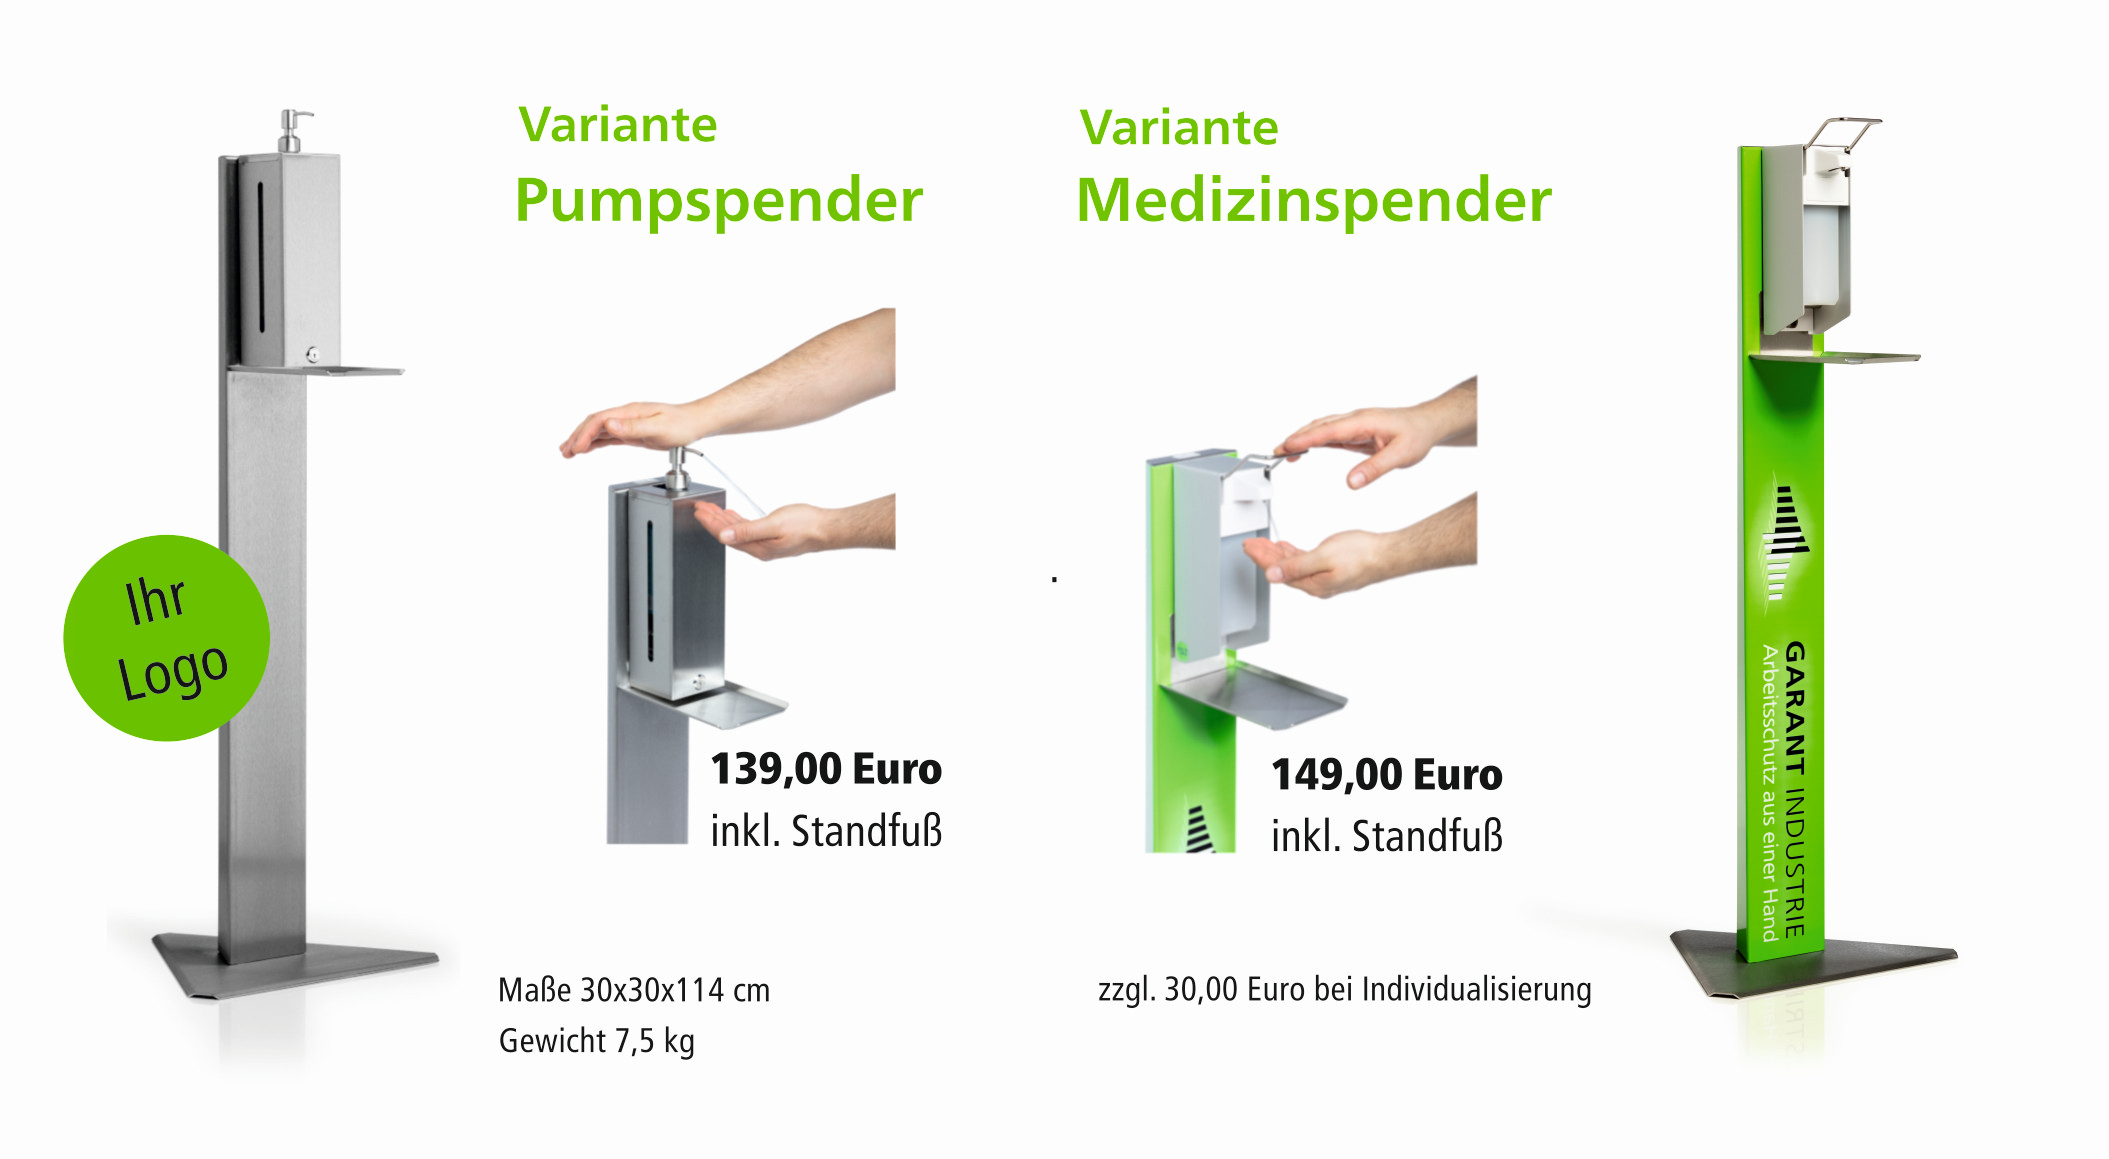 Variante
Pumpspender
139,00 Euro
inkl. Standfuß
Maße 30x30x114 cm
Gewicht 7,5 kg
Ihr
Logo
Variante
Medizinspender
.
149,00 Euro
inkl. Standfuß
zzgl. 30,00 Euro bei Individualisierung
GARANT INDUSTRIE
Arbeitsschutz aus einer Hand